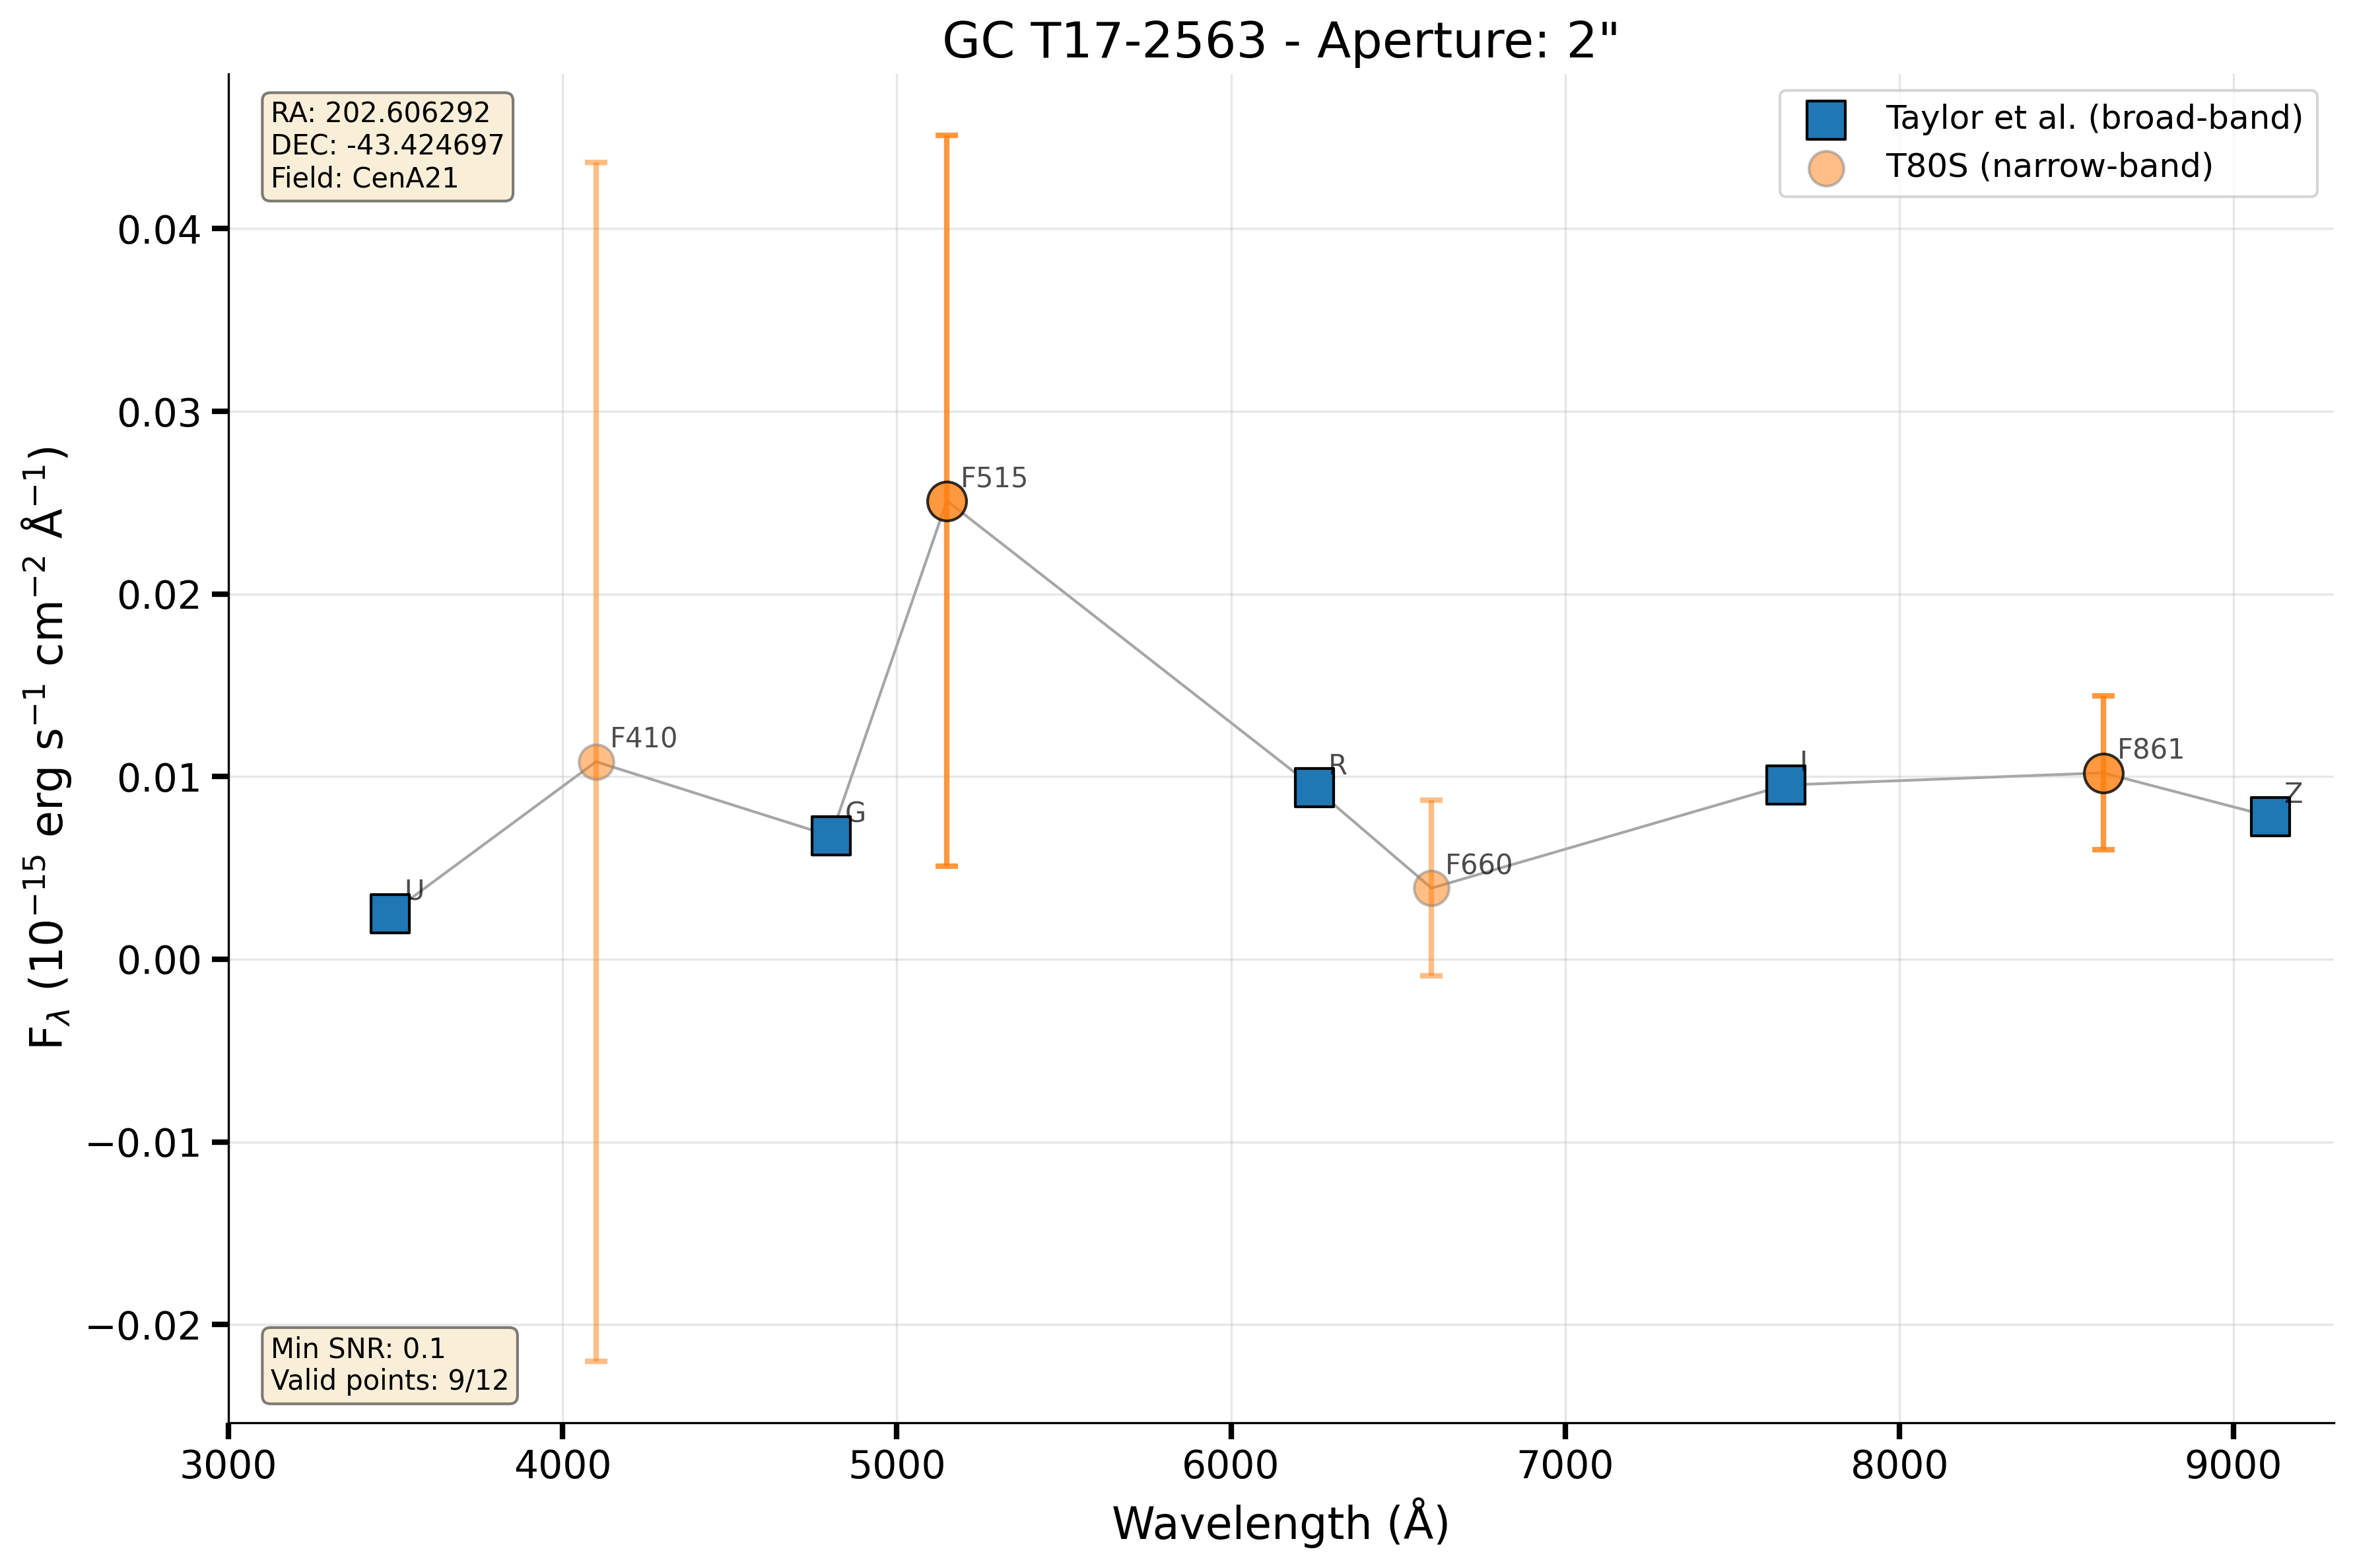 GC T17-2563 - Aperture: 2"
RA: 202.606292
DEC: -43.424697
Field: CenA21
Taylor et al. (broad-band)
T80S (narrow-band)
0.04
0.03
0.02
0.01
0.00
−0.01
−0.02
F515
F410
F861
R
I
Z
G
F660
U
Fλ (10⁻¹⁵ erg s⁻¹ cm⁻² Å⁻¹)
Min SNR: 0.1
Valid points: 9/12
3000
4000
5000
6000
7000
8000
9000
Wavelength (Å)